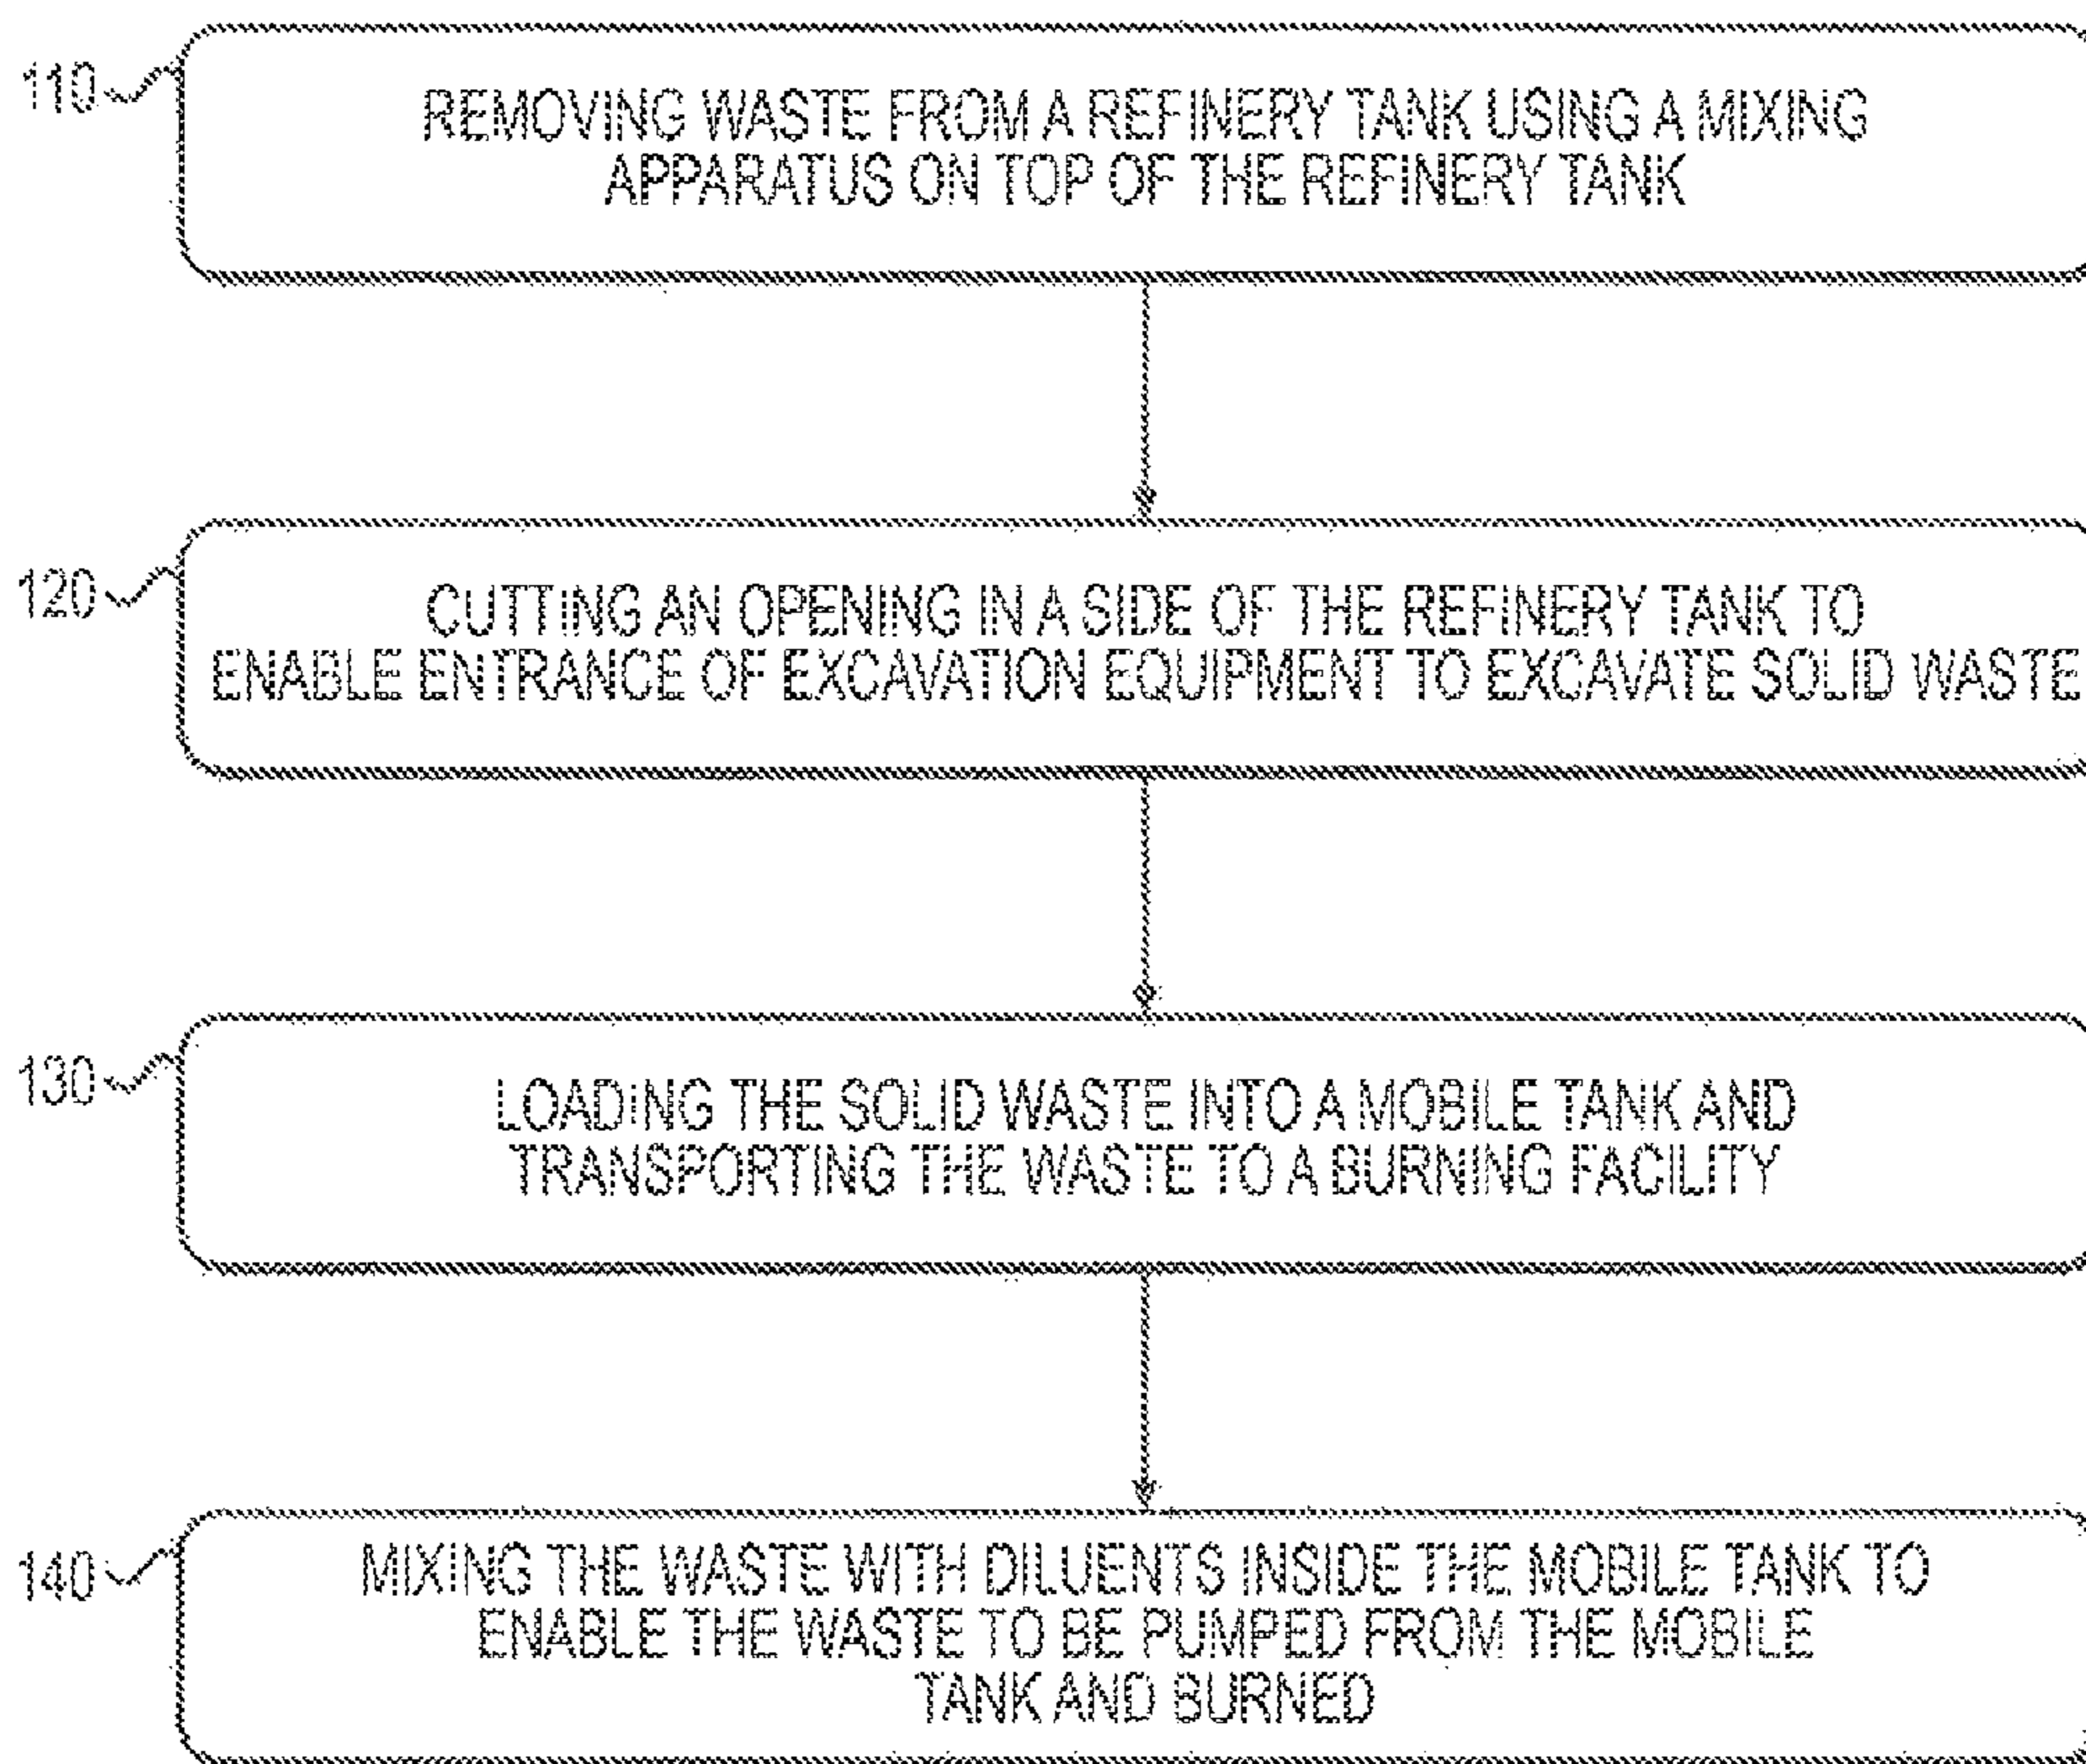 110
REMOVING WASTE FROM A REFINERY TANK USING A MIXING
APPARATUS ON TOP OF THE REFINERY TANK
120
CUTTING AN OPENING IN A SIDE OF THE REFINERY TANK TO
ENABLE ENTRANCE OF EXCAVATION EQUIPMENT TO EXCAVATE SOLID WASTE
130
LOADING THE SOLID WASTE INTO A MOBILE TANK AND
TRANSPORTING THE WASTE TO A BURNING FACILITY
140
MIXING THE WASTE WITH DILUENTS INSIDE THE MOBILE TANK TO
ENABLE THE WASTE TO BE PUMPED FROM THE MOBILE
TANK AND BURNED